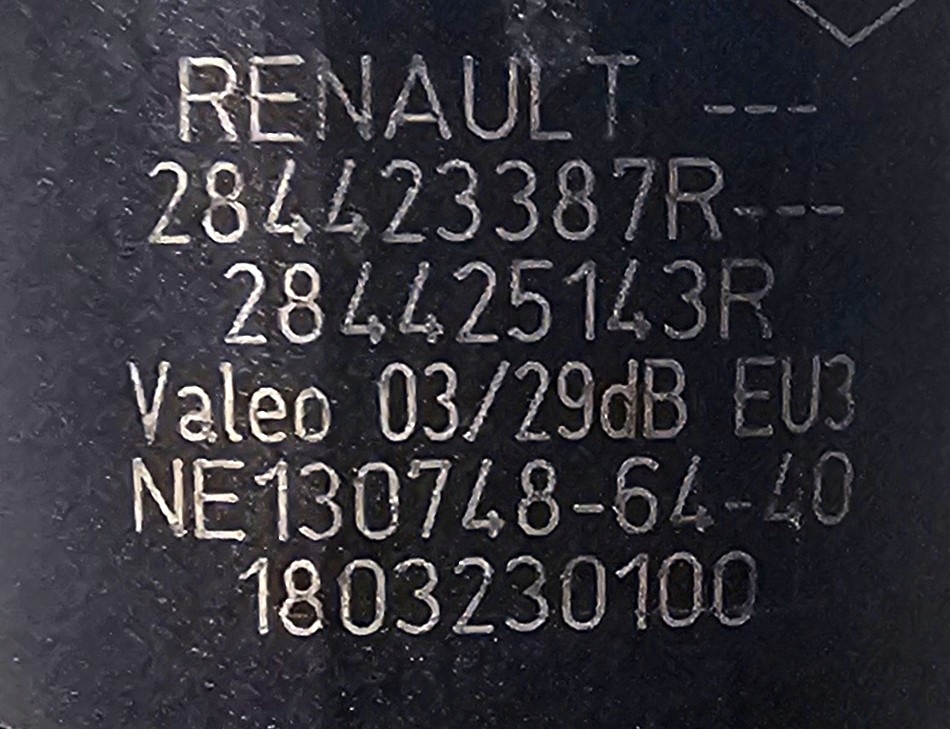 RENAULT ---
284423387R---
284425143R
Valeo 03/29dB EU3
NE130748-64-40
1803230100